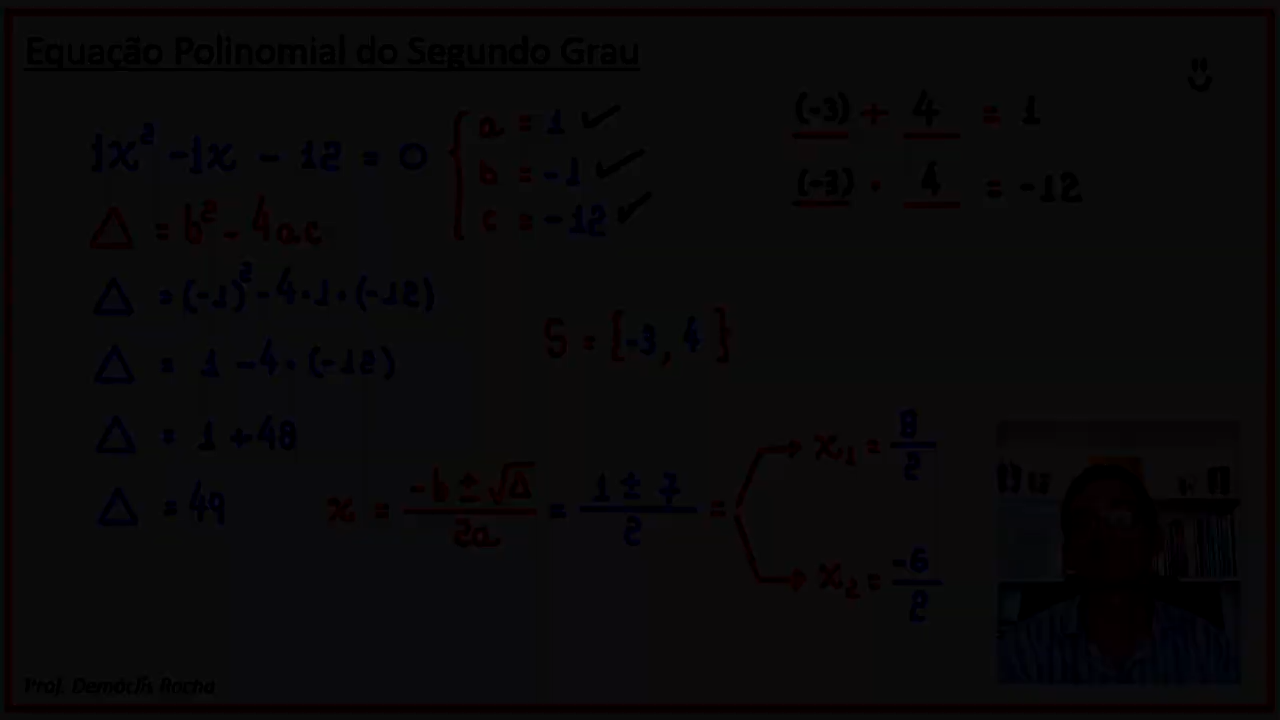 Equação Polinomial do Segundo Grau
1x² - 1x - 12 = 0
a = 1 ✓
b = -1 ✓
c = -12 ✓
(-3) + 4 = 1
(-3) · 4 = -12
Δ = b² - 4ac
Δ = (-1)² - 4·1·(-12)
Δ = 1 - 4·(-12)
Δ = 1 + 48
Δ = 49
S = {-3, 4}
x = (-b ± √Δ)/2a = (1 ± 7)/2 =
x₁ = 8/2
x₂ = -6/2
Prof. Demóclis Rocha